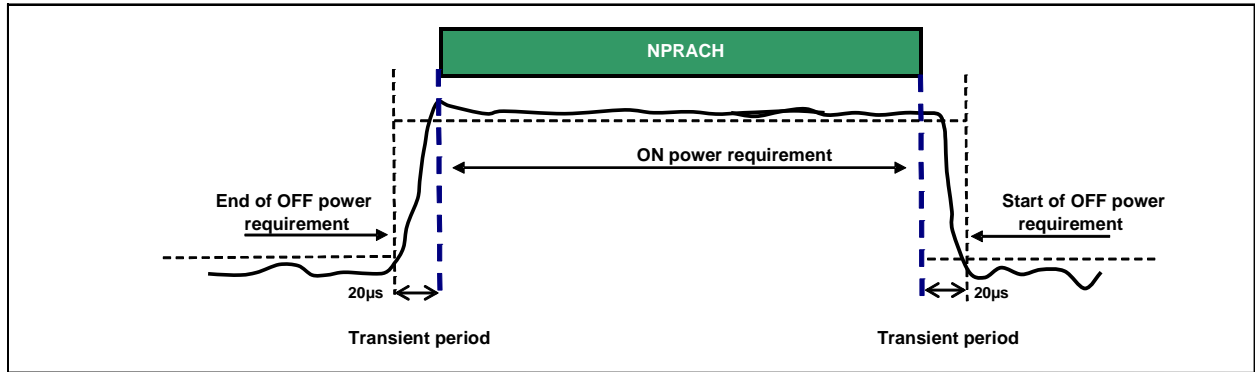 NPRACH
ON power requirement
End of OFF power
requirement
Start of OFF power
requirement
20µs
20µs
Transient period
Transient period